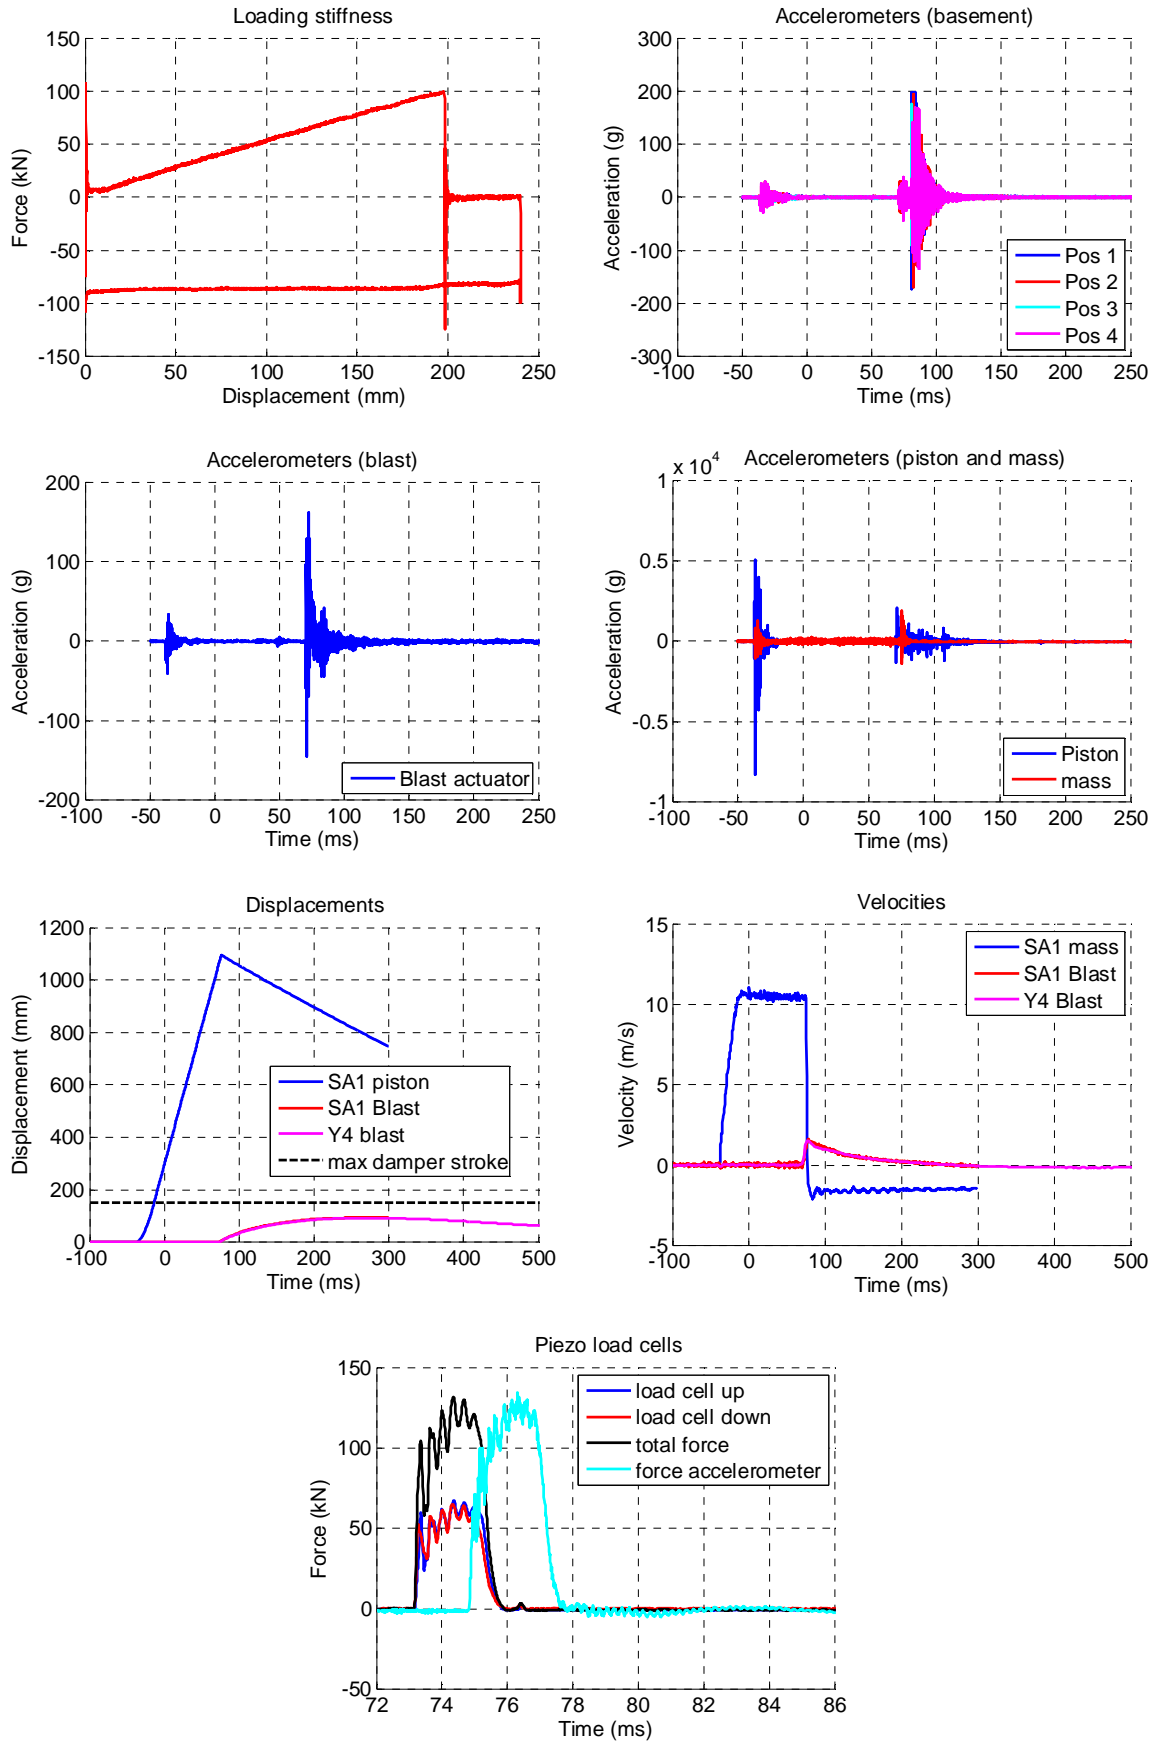 Loading stiffness
150
100
50
0
-50
-100
-150
0
50
100
150
200
250
Force (kN)
Displacement (mm)
Accelerometers (basement)
300
200
100
0
-100
-200
-300
-100
-50
0
50
100
150
200
250
Acceleration (g)
Time (ms)
Pos 1
Pos 2
Pos 3
Pos 4
Accelerometers (blast)
200
100
0
-100
-200
-100
-50
0
50
100
150
200
250
Acceleration (g)
Time (ms)
Blast actuator
Accelerometers (piston and mass)
x 10^4
1
0.5
0
-0.5
-1
-100
-50
0
50
100
150
200
250
Acceleration (g)
Time (ms)
Piston
mass
Displacements
1200
1000
800
600
400
200
0
-100
0
100
200
300
400
500
Displacement (mm)
Time (ms)
SA1 piston
SA1 Blast
Y4 blast
max damper stroke
Velocities
15
10
5
0
-5
-100
0
100
200
300
400
500
Velocity (m/s)
Time (ms)
SA1 mass
SA1 Blast
Y4 Blast
Piezo load cells
150
100
50
0
-50
72
74
76
78
80
82
84
86
Force (kN)
Time (ms)
load cell up
load cell down
total force
force accelerometer